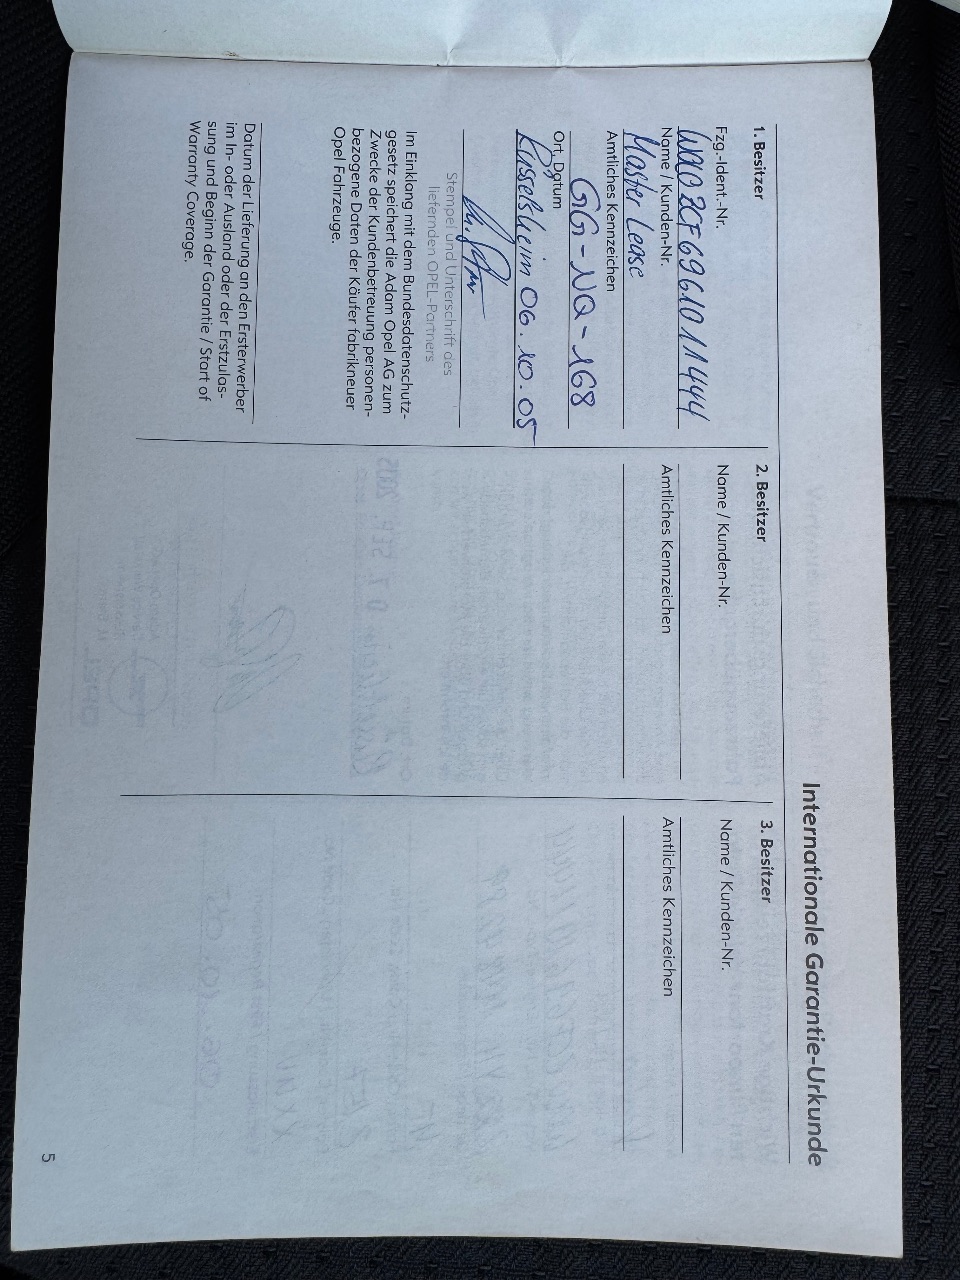 Internationale Garantie-Urkunde
1. Besitzer
Fzg.-Ident.-Nr.
W0L0ZCF6961011444
Name / Kunden-Nr.
Master Lease
Amtliches Kennzeichen
GG-NQ-168
Ort, Datum
Rüsselsheim 06.10.05
Stempel und Unterschrift des
liefernden OPEL-Partners
Im Einklang mit dem Bundesdatenschutz-
gesetz speichert die Adam Opel AG zum
Zwecke der Kundenbetreuung personen-
bezogene Daten der Käufer fabrikneuer
Opel Fahrzeuge.
Datum der Lieferung an den Ersterwerber
im In- oder Ausland oder der Erstzulas-
sung und Beginn der Garantie / Start of
Warranty Coverage.
2. Besitzer
Name / Kunden-Nr.
Amtliches Kennzeichen
3. Besitzer
Name / Kunden-Nr.
Amtliches Kennzeichen
5